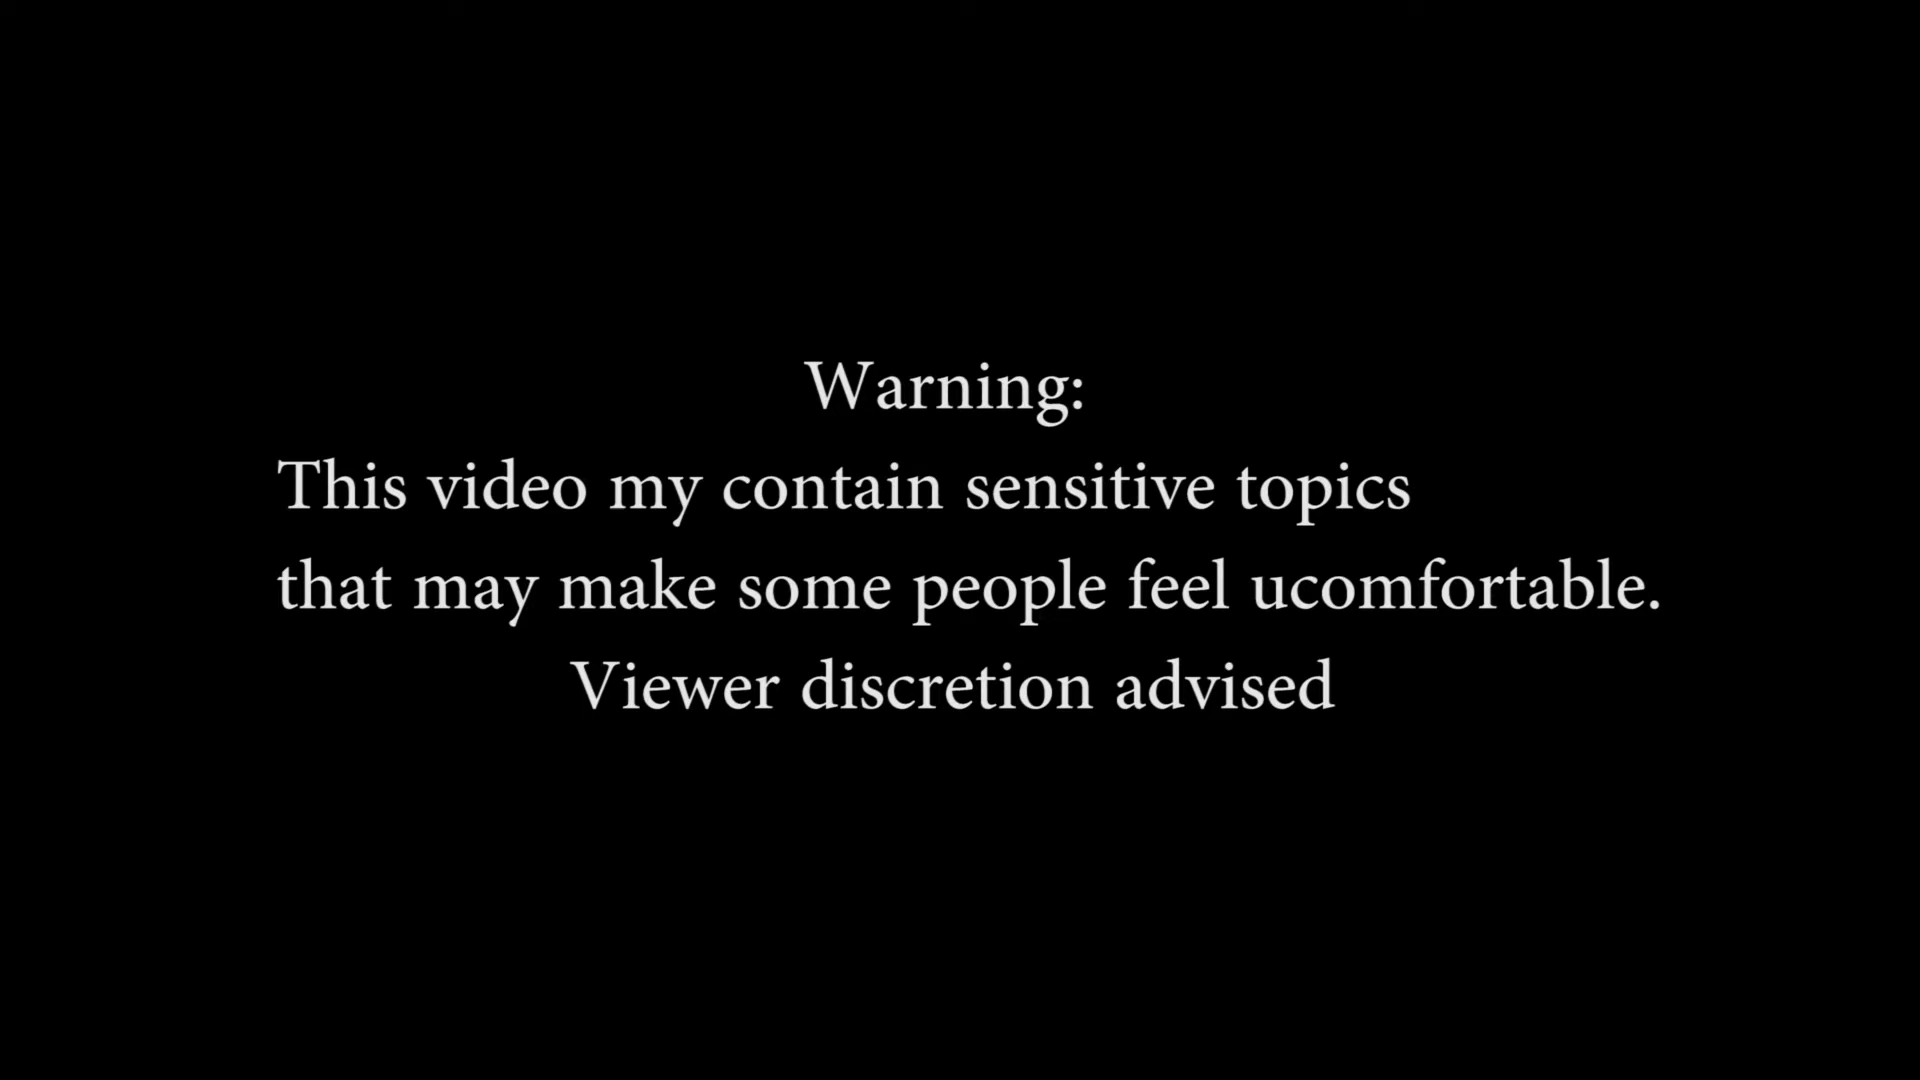 Warning:
This video my contain sensitive topics
that may make some people feel ucomfortable.
Viewer discretion advised